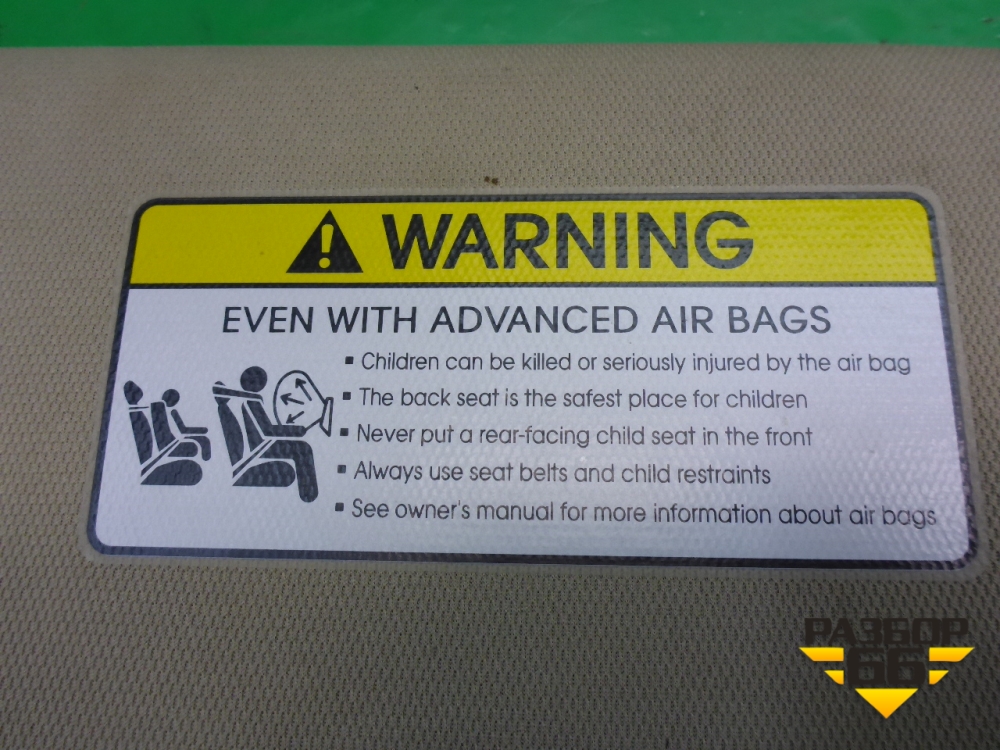 WARNING
EVEN WITH ADVANCED AIR BAGS
▪ Children can be killed or seriously injured by the air bag
▪ The back seat is the safest place for children
▪ Never put a rear-facing child seat in the front
▪ Always use seat belts and child restraints
▪ See owner's manual for more information about air bags
РАЗБОР
66